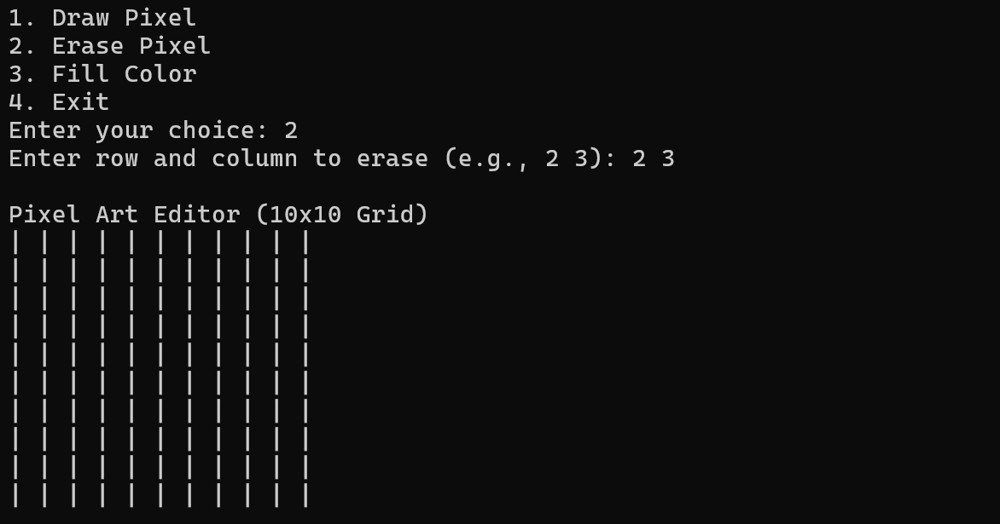 1. Draw Pixel
2. Erase Pixel
3. Fill Color
4. Exit
Enter your choice: 2
Enter row and column to erase (e.g., 2 3): 2 3

Pixel Art Editor (10x10 Grid)
| | | | | | | | | | |
| | | | | | | | | | |
| | | | | | | | | | |
| | | | | | | | | | |
| | | | | | | | | | |
| | | | | | | | | | |
| | | | | | | | | | |
| | | | | | | | | | |
| | | | | | | | | | |
| | | | | | | | | | |